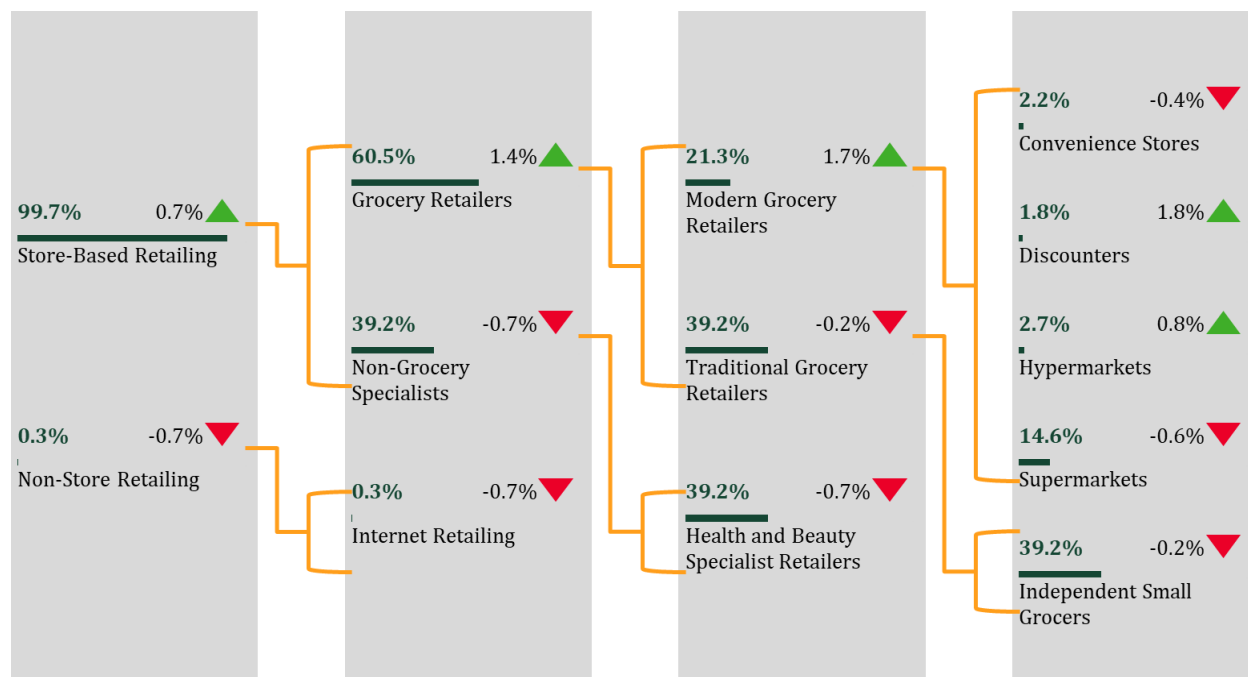 99.7% 0.7%
Store-Based Retailing
0.3% -0.7%
Non-Store Retailing
60.5% 1.4%
Grocery Retailers
39.2% -0.7%
Non-Grocery
Specialists
0.3% -0.7%
Internet Retailing
21.3% 1.7%
Modern Grocery
Retailers
39.2% -0.2%
Traditional Grocery
Retailers
39.2% -0.7%
Health and Beauty
Specialist Retailers
2.2% -0.4%
Convenience Stores
1.8% 1.8%
Discounters
2.7% 0.8%
Hypermarkets
14.6% -0.6%
Supermarkets
39.2% -0.2%
Independent Small
Grocers